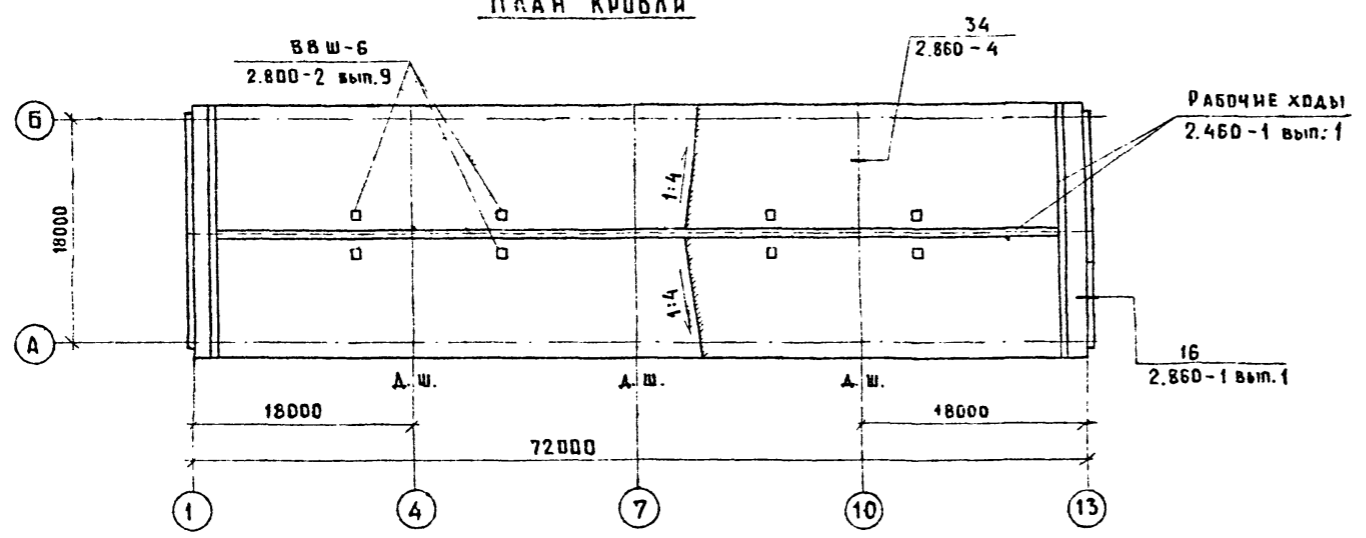 ПЛАН КРОВЛИ
ВВШ-6
2.800-2 вып.9
34
2.860-4
РАБОЧИЕ ХОДЫ
2.460-1 вып.1
Б
18000
1:4
1:4
А
16
2.860-1 вып.1
Д.Ш.
Д.Ш.
Д.Ш.
18000
18000
72000
1
4
7
10
13